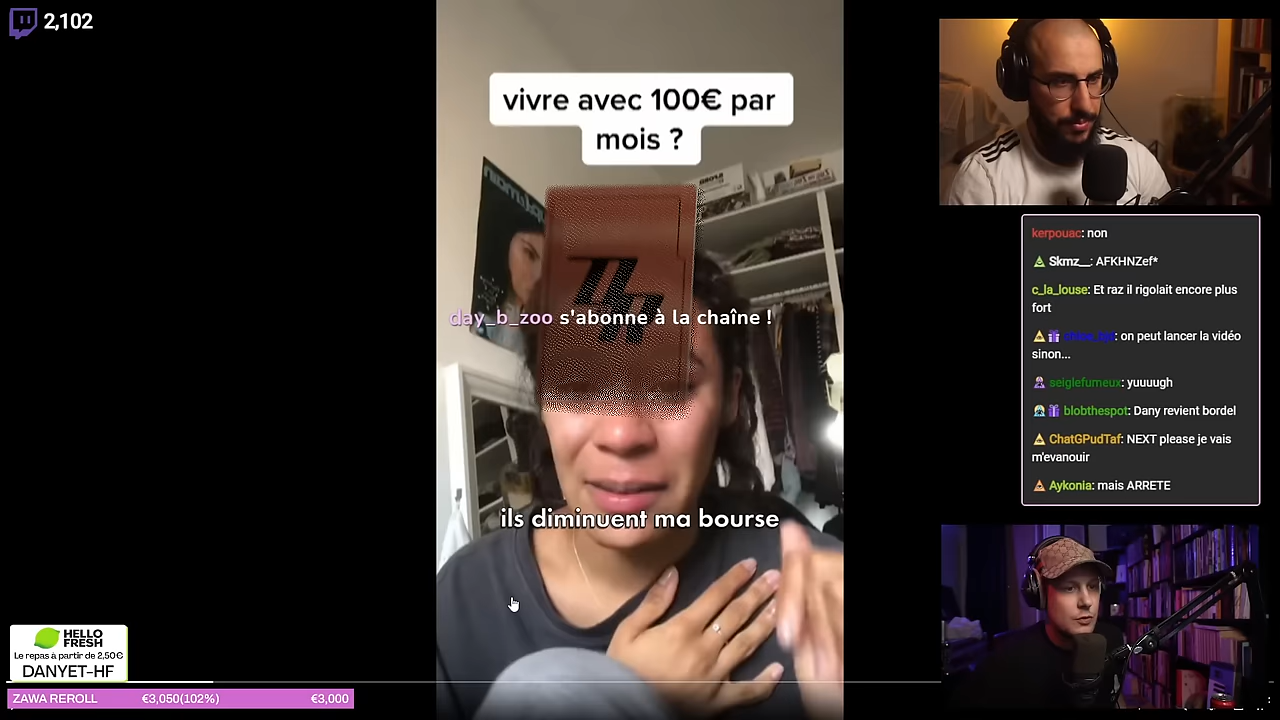 2,102
vivre avec 100€ par
mois ?
day_b_zoo s'abonne à la chaîne !
ils diminuent ma bourse
kerpouac: non
Skmz__: AFKHNZef*
c_la_louse: Et raz il rigolait encore plus
fort
: on peut lancer la vidéo
sinon...
seiglefumeux: yuuuugh
blobthespot: Dany revient bordel
ChatGPudTaf: NEXT please je vais
m'evanouir
Aykonia: mais ARRETE
HELLO
FRESH
Le repas à partir de 2,50€
DANYET-HF
ZAWA REROLL €3,050(102%) €3,000